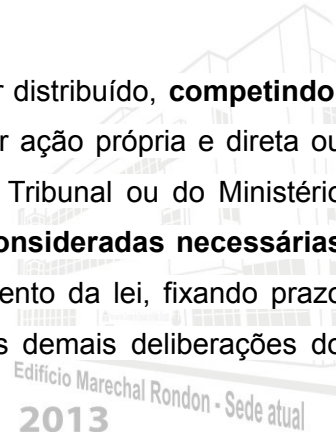 r distribuído, competindo
r ação própria e direta ou
Tribunal ou do Ministério
onsideradas necessárias
ento da lei, fixando prazo
s demais deliberações do
Edifício Marechal Rondon - Sede atual
2013